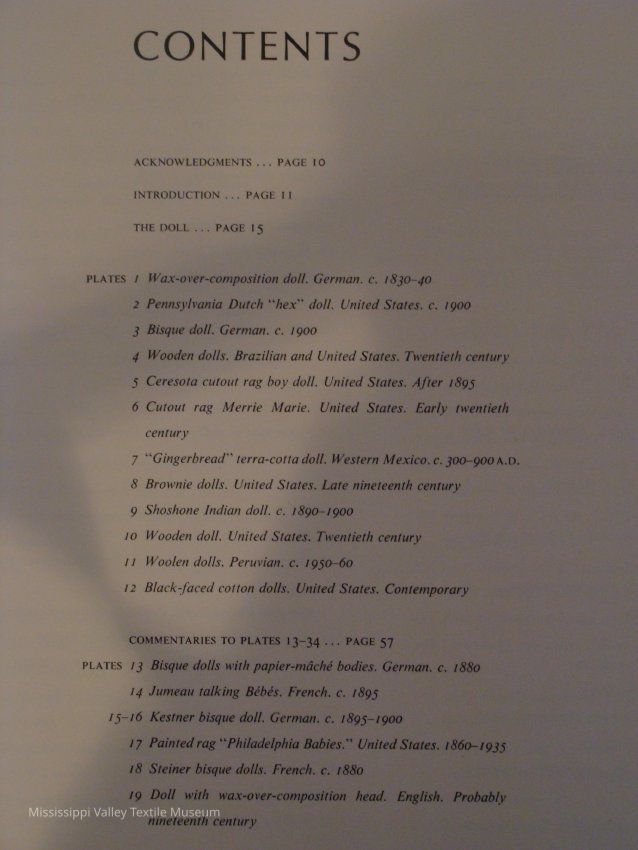 CONTENTS
ACKNOWLEDGMENTS ... PAGE 10
INTRODUCTION ... PAGE 11
THE DOLL ... PAGE 15
PLATES 1 Wax-over-composition doll. German. c. 1830–40
2 Pennsylvania Dutch "hex" doll. United States. c. 1900
3 Bisque doll. German. c. 1900
4 Wooden dolls. Brazilian and United States. Twentieth century
5 Ceresota cutout rag boy doll. United States. After 1895
6 Cutout rag Merrie Marie. United States. Early twentieth
century
7 "Gingerbread" terra-cotta doll. Western Mexico. c. 300–900 A.D.
8 Brownie dolls. United States. Late nineteenth century
9 Shoshone Indian doll. c. 1890–1900
10 Wooden doll. United States. Twentieth century
11 Woolen dolls. Peruvian. c. 1950–60
12 Black-faced cotton dolls. United States. Contemporary
COMMENTARIES TO PLATES 13–34 ... PAGE 57
PLATES 13 Bisque dolls with papier-mâché bodies. German. c. 1880
14 Jumeau talking Bébés. French. c. 1895
15–16 Kestner bisque doll. German. c. 1895–1900
17 Painted rag "Philadelphia Babies." United States. 1860–1935
18 Steiner bisque dolls. French. c. 1880
19 Doll with wax-over-composition head. English. Probably
nineteenth century
Mississippi Valley Textile Museum